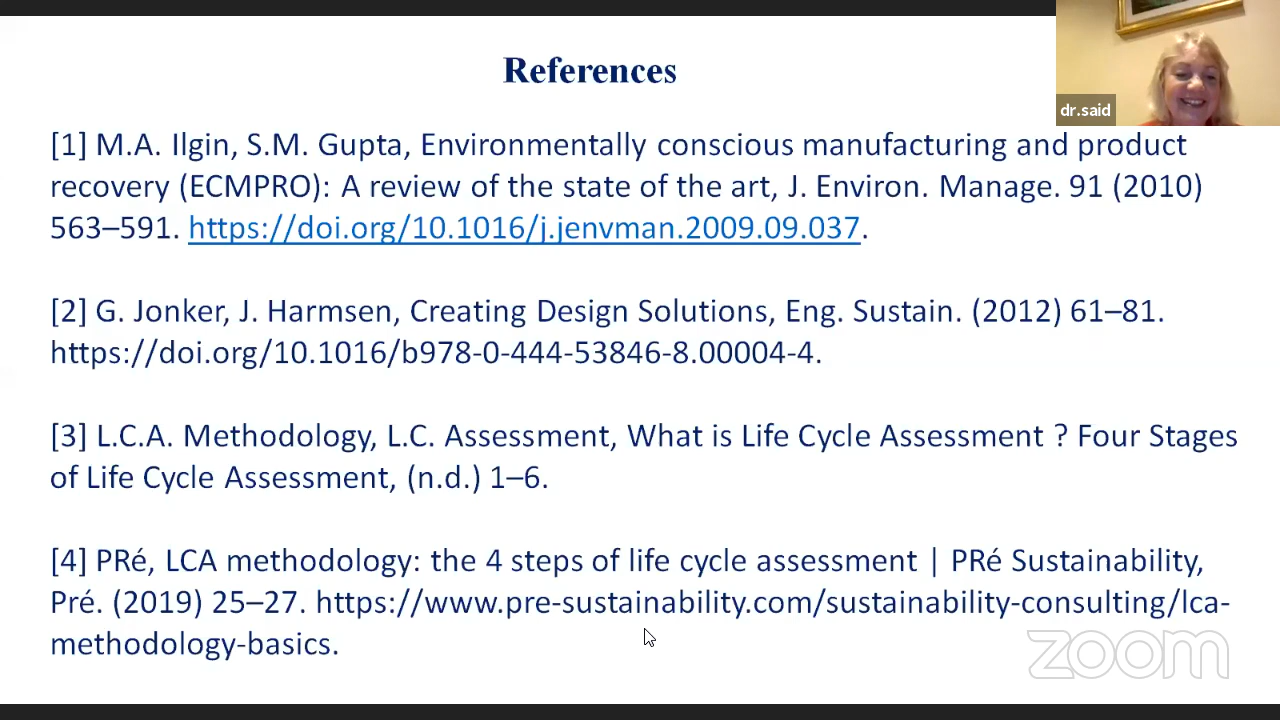 References
dr.said
[1] M.A. Ilgin, S.M. Gupta, Environmentally conscious manufacturing and product
recovery (ECMPRO): A review of the state of the art, J. Environ. Manage. 91 (2010)
563–591. https://doi.org/10.1016/j.jenvman.2009.09.037.
[2] G. Jonker, J. Harmsen, Creating Design Solutions, Eng. Sustain. (2012) 61–81.
https://doi.org/10.1016/b978-0-444-53846-8.00004-4.
[3] L.C.A. Methodology, L.C. Assessment, What is Life Cycle Assessment ? Four Stages
of Life Cycle Assessment, (n.d.) 1–6.
[4] PRé, LCA methodology: the 4 steps of life cycle assessment | PRé Sustainability,
Pré. (2019) 25–27. https://www.pre-sustainability.com/sustainability-consulting/lca-
methodology-basics.
zoom